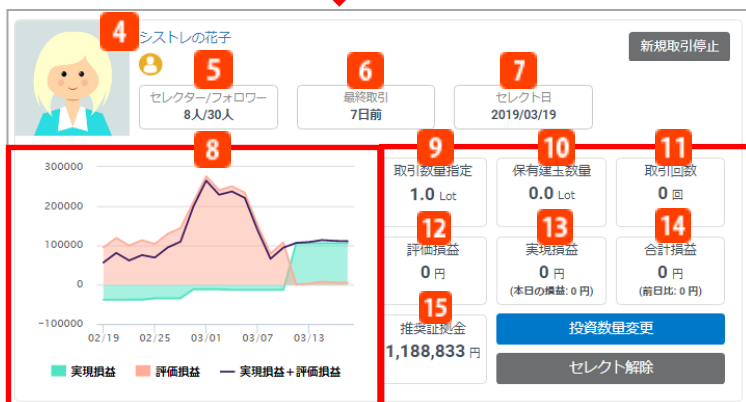 4
シストレの花子
新規取引停止
5
6
7
セレクター/フォロワー
8人/30人
最終取引
7日前
セレクト日
2019/03/19
8
9
10
11
300000
200000
100000
0
-100000
02/19
02/25
03/01
03/07
03/13
実現損益
評価損益
実現損益+評価損益
取引数量指定
1.0 Lot
保有建玉数量
0.0 Lot
取引回数
0 回
12
13
14
評価損益
0 円
実現損益
0 円
(本日の損益: 0 円)
合計損益
0 円
(前日比: 0 円)
15
推奨証拠金
1,188,833 円
投資数量変更
セレクト解除